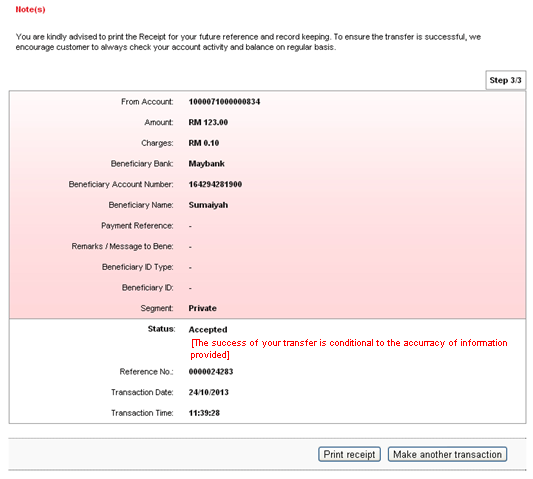 Note(s)
You are kindly advised to print the Receipt for your future reference and record keeping. To ensure the transfer is successful, we
encourage customer to always check your account activity and balance on regular basis.
Step 3/3
From Account: 1000071000000834
Amount: RM 123.00
Charges: RM 0.10
Beneficiary Bank: Maybank
Beneficiary Account Number: 164294281900
Beneficiary Name: Sumaiyah
Payment Reference: -
Remarks / Message to Bene: -
Beneficiary ID Type: -
Beneficiary ID: -
Segment: Private
Status: Accepted
[The success of your transfer is conditional to the accurracy of information
provided]
Reference No.: 0000024283
Transaction Date: 24/10/2013
Transaction Time: 11:39:28
Print receipt Make another transaction